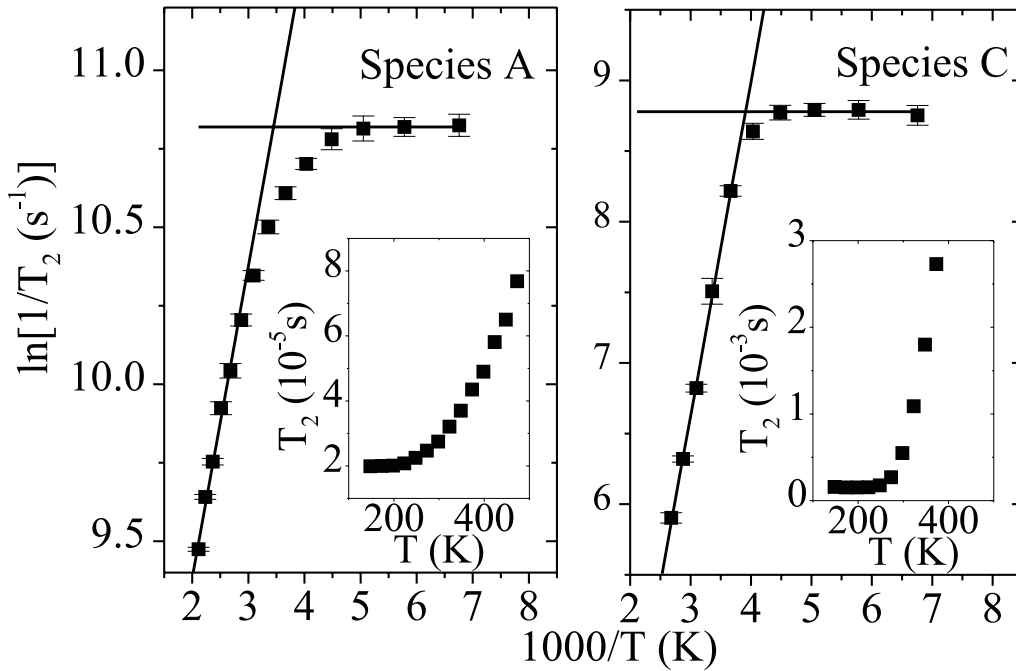 ln[1/T2 (s-1)]
11.0
10.5
10.0
9.5
Species A
T2 (10-5s)
8
6
4
2
200 400
T (K)
2 3 4 5 6 7 8
Species C
9
8
7
6
T2 (10-3s)
3
2
1
0
200 400
T (K)
2 3 4 5 6 7 8
1000/T (K)